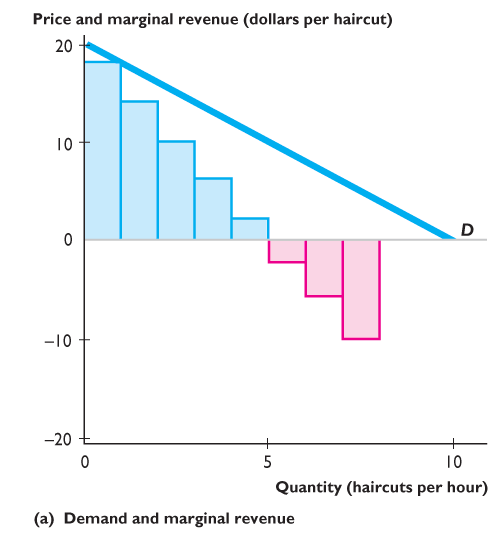 Price and marginal revenue (dollars per haircut)
20
10
0
D
–10
–20
0 5 10
Quantity (haircuts per hour)
(a) Demand and marginal revenue